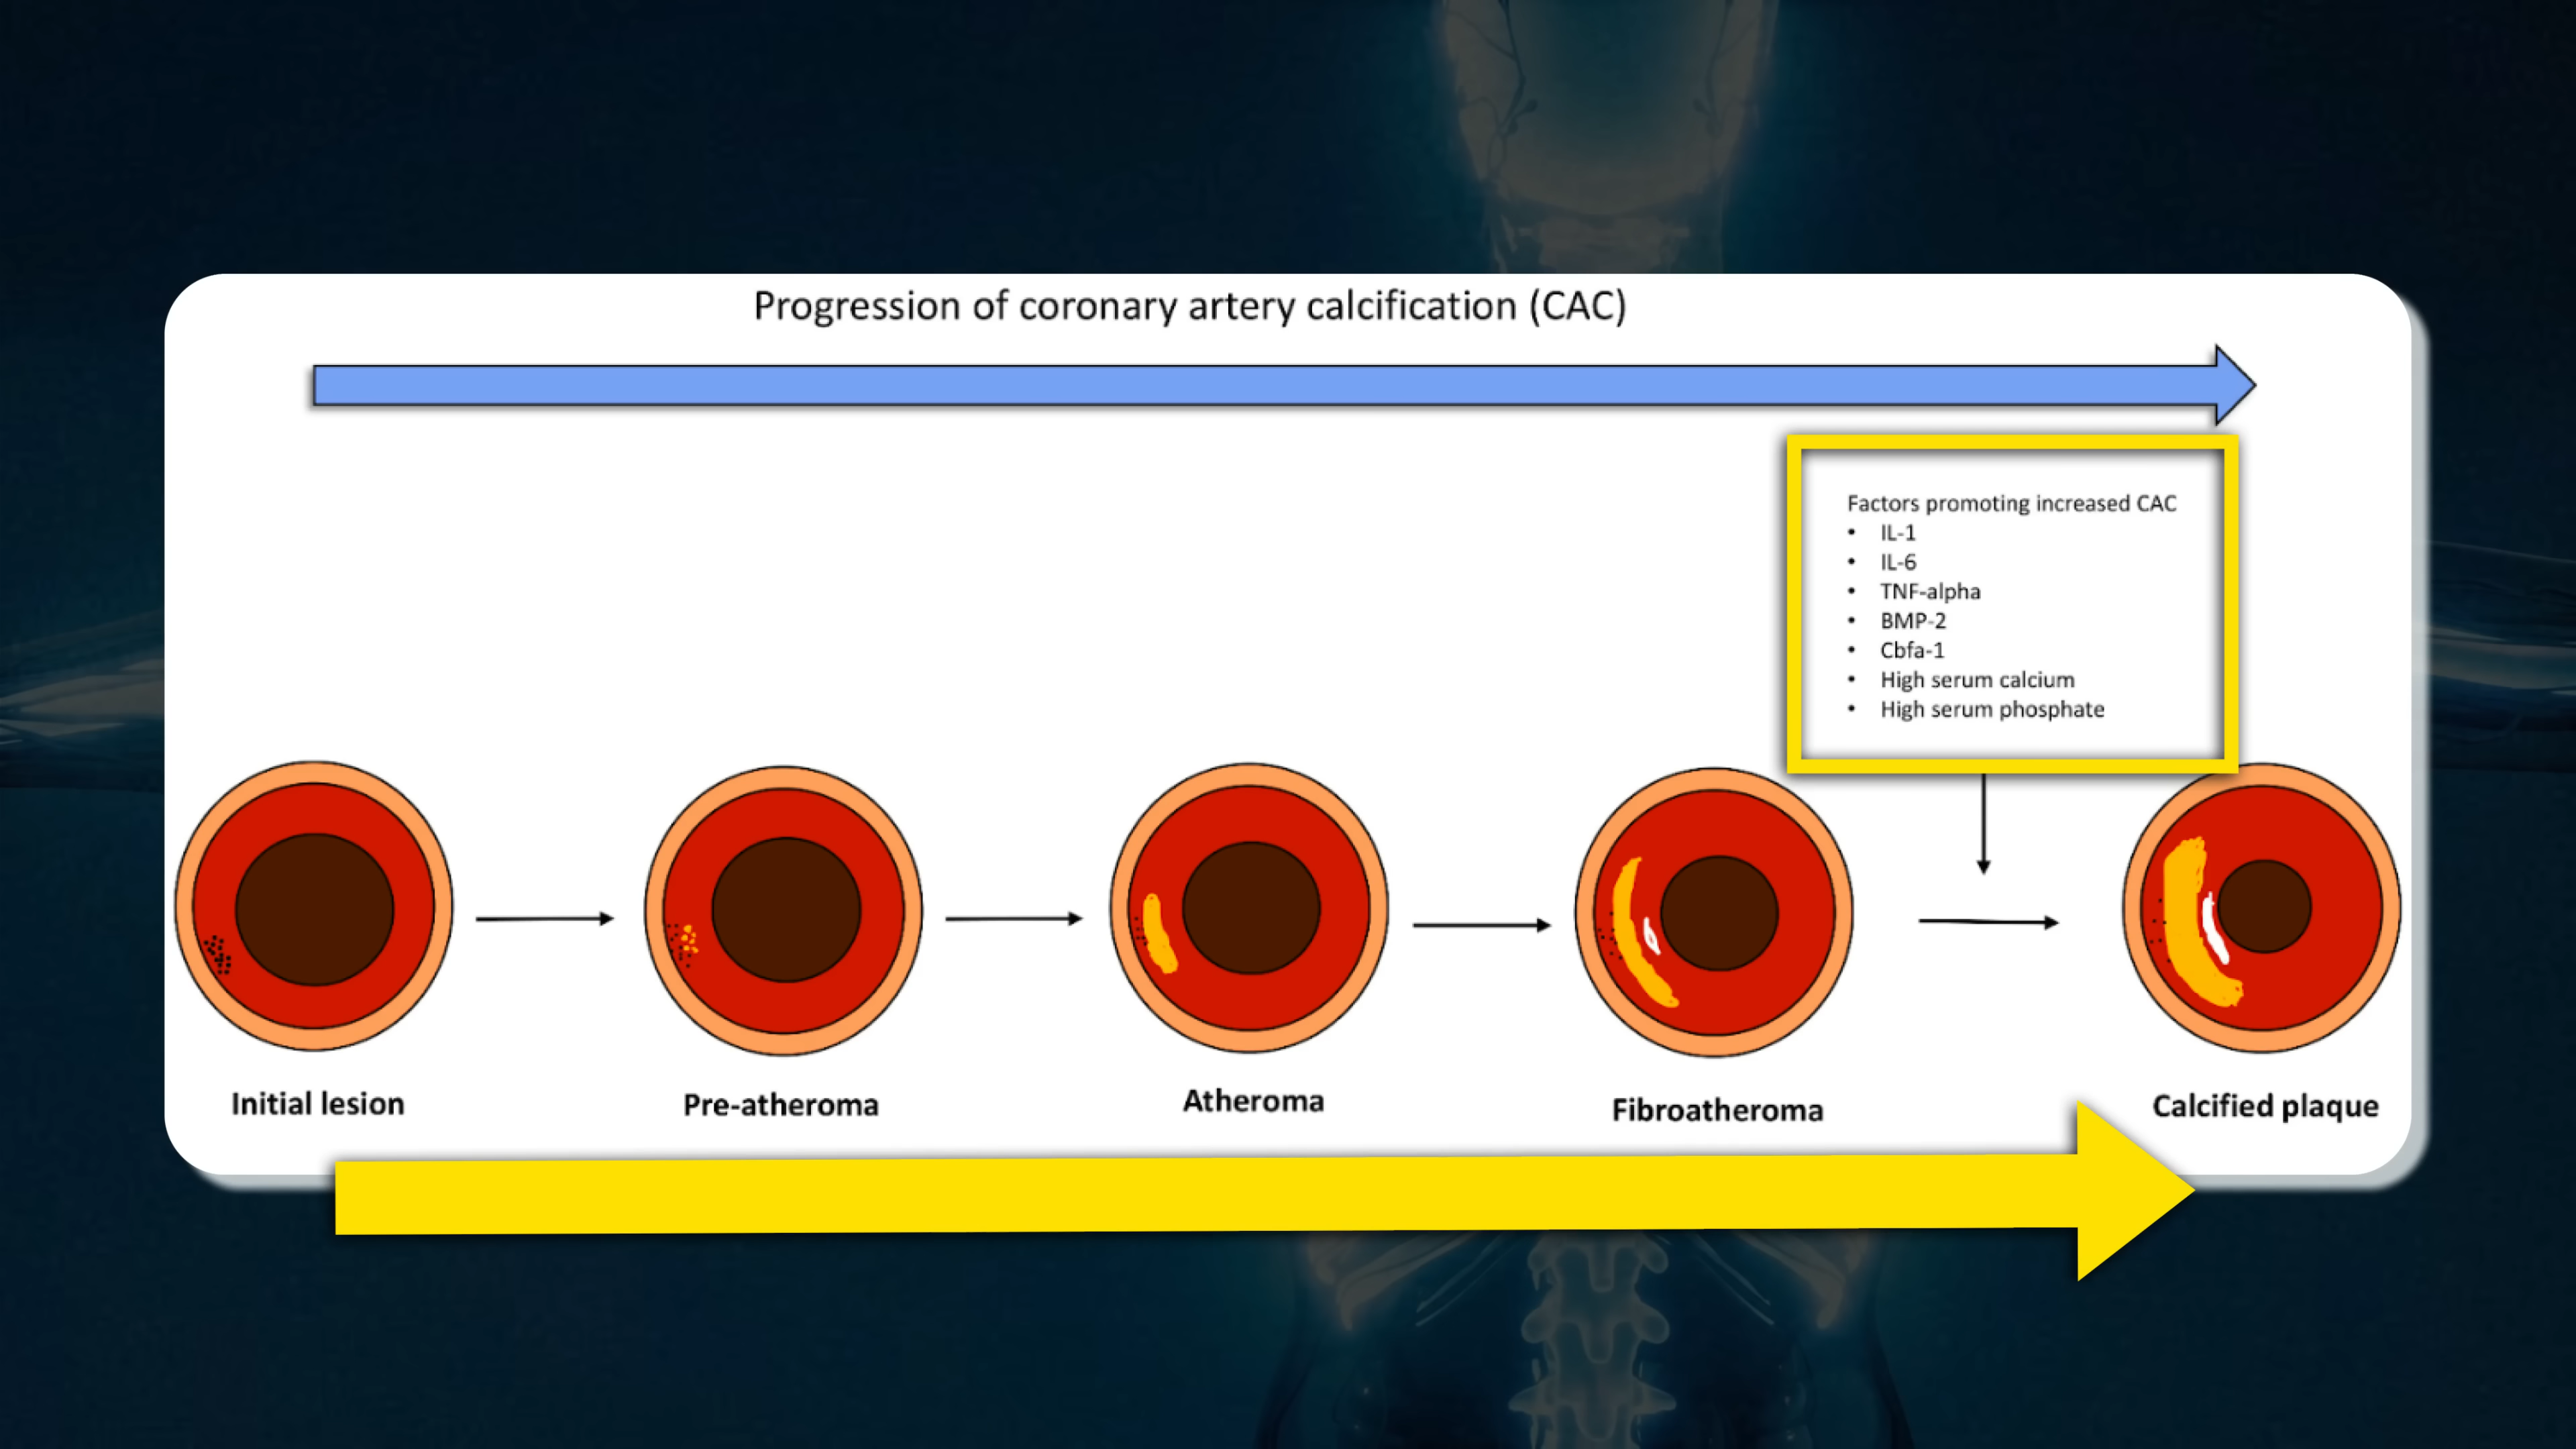 Progression of coronary artery calcification (CAC)
Factors promoting increased CAC
• IL-1
• IL-6
• TNF-alpha
• BMP-2
• Cbfa-1
• High serum calcium
• High serum phosphate
Initial lesion
Pre-atheroma
Atheroma
Fibroatheroma
Calcified plaque